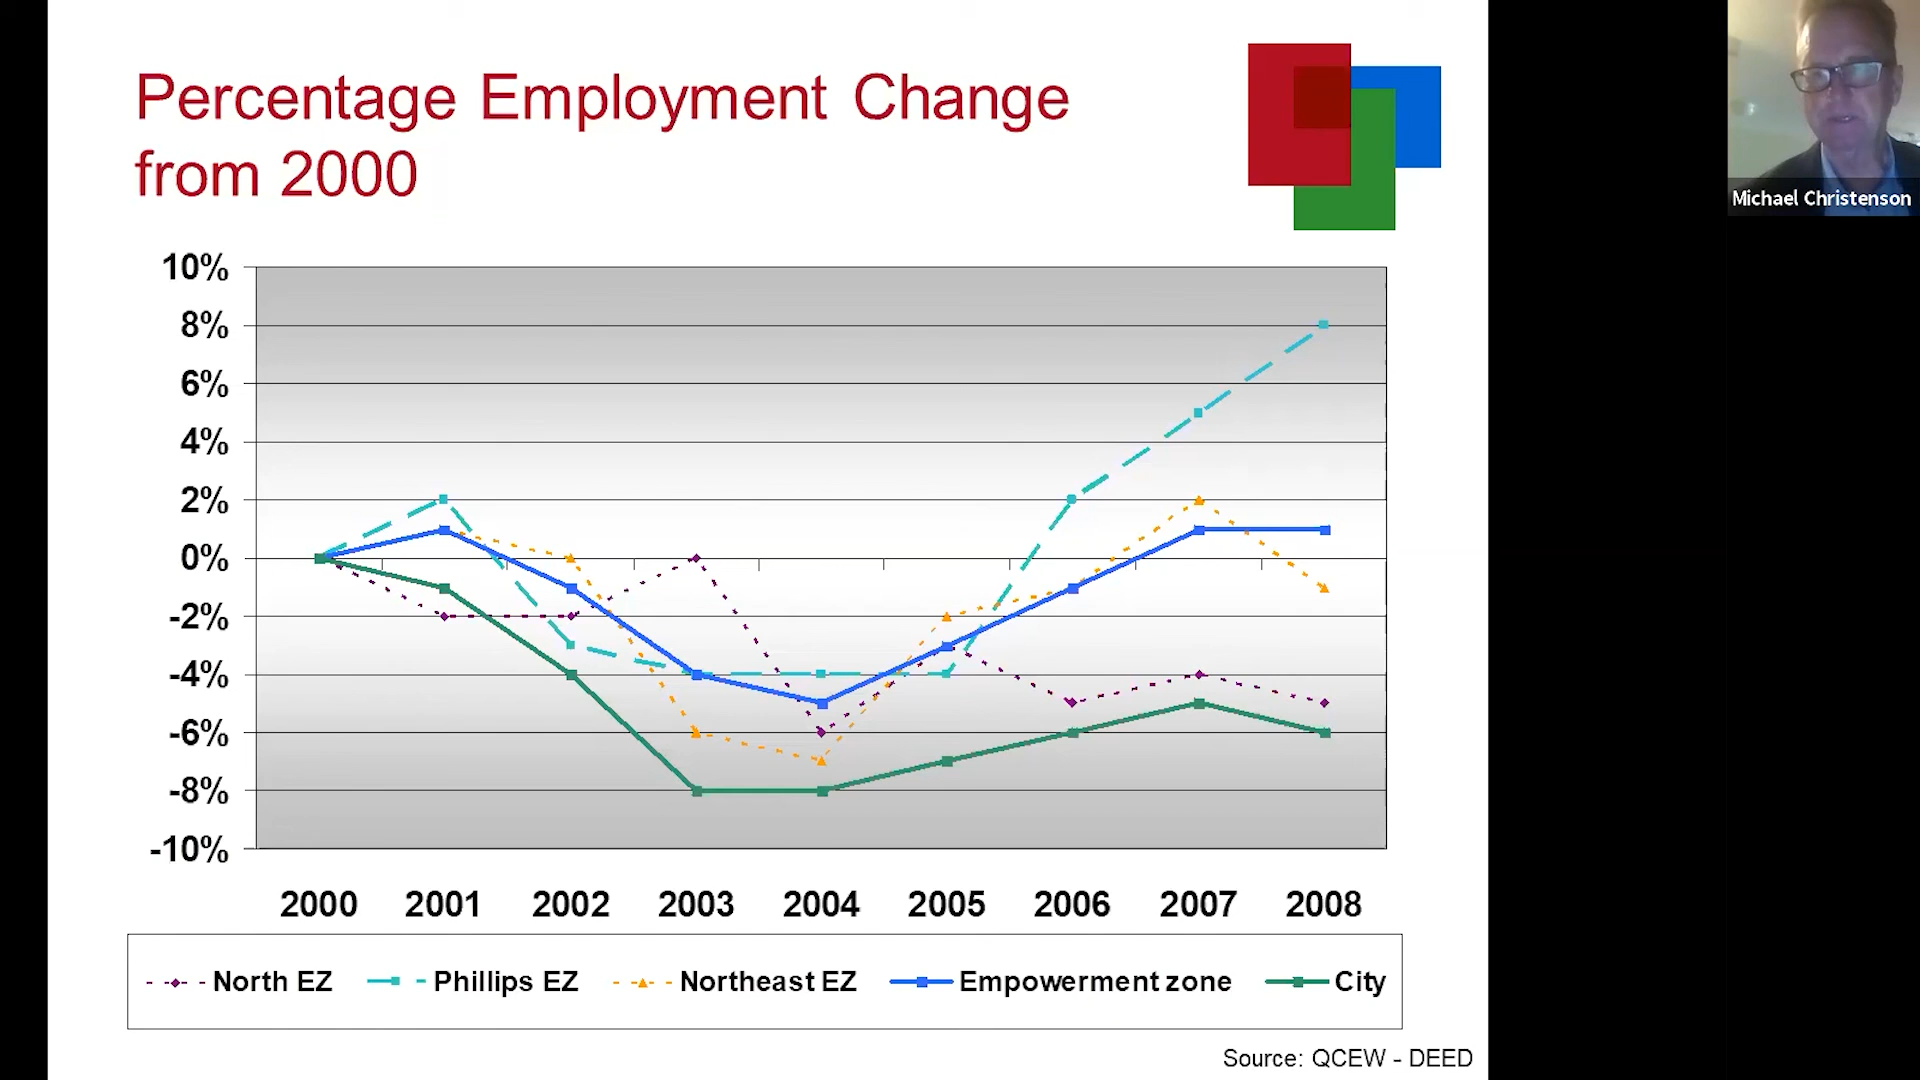 Percentage Employment Change
from 2000
Michael Christenson
10%
8%
6%
4%
2%
0%
-2%
-4%
-6%
-8%
-10%
2000 2001 2002 2003 2004 2005 2006 2007 2008
North EZ Phillips EZ Northeast EZ Empowerment zone City
Source: QCEW - DEED